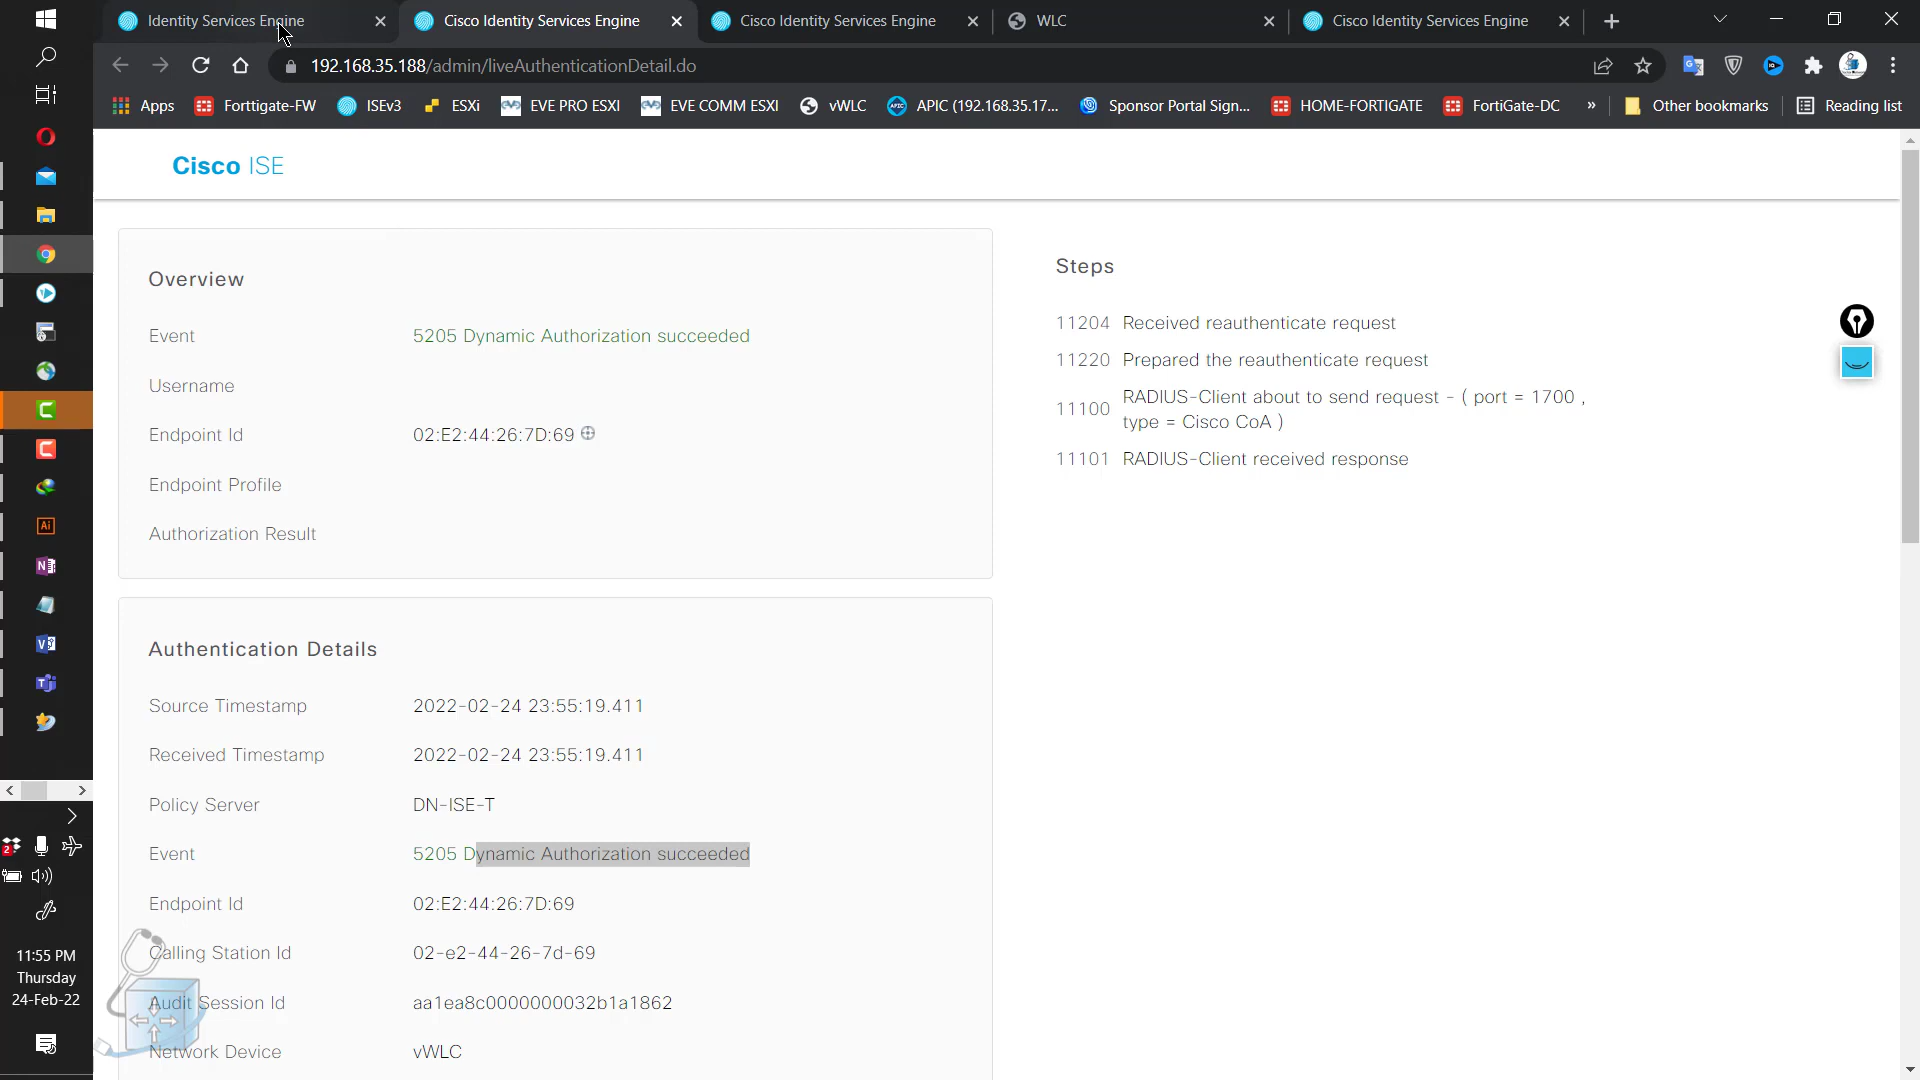 Identity Services Engine
Cisco Identity Services Engine
Cisco Identity Services Engine
WLC
Cisco Identity Services Engine
192.168.35.188/admin/liveAuthenticationDetail.do
Apps
Forttigate-FW
ISEv3
ESXi
EVE PRO ESXI
EVE COMM ESXI
vWLC
APIC (192.168.35.17...
Sponsor Portal Sign...
HOME-FORTIGATE
FortiGate-DC
»
Other bookmarks
Reading list
Cisco ISE
Overview
Event 5205 Dynamic Authorization succeeded
Username
Endpoint Id 02:E2:44:26:7D:69
Endpoint Profile
Authorization Result
Steps
11204 Received reauthenticate request
11220 Prepared the reauthenticate request
11100 RADIUS-Client about to send request - ( port = 1700 ,
type = Cisco CoA )
11101 RADIUS-Client received response
Authentication Details
Source Timestamp 2022-02-24 23:55:19.411
Received Timestamp 2022-02-24 23:55:19.411
Policy Server DN-ISE-T
Event 5205 Dynamic Authorization succeeded
Endpoint Id 02:E2:44:26:7D:69
Calling Station Id 02-e2-44-26-7d-69
Audit Session Id aa1ea8c0000000032b1a1862
Network Device vWLC
Ai
2
11:55 PM
Thursday
24-Feb-22